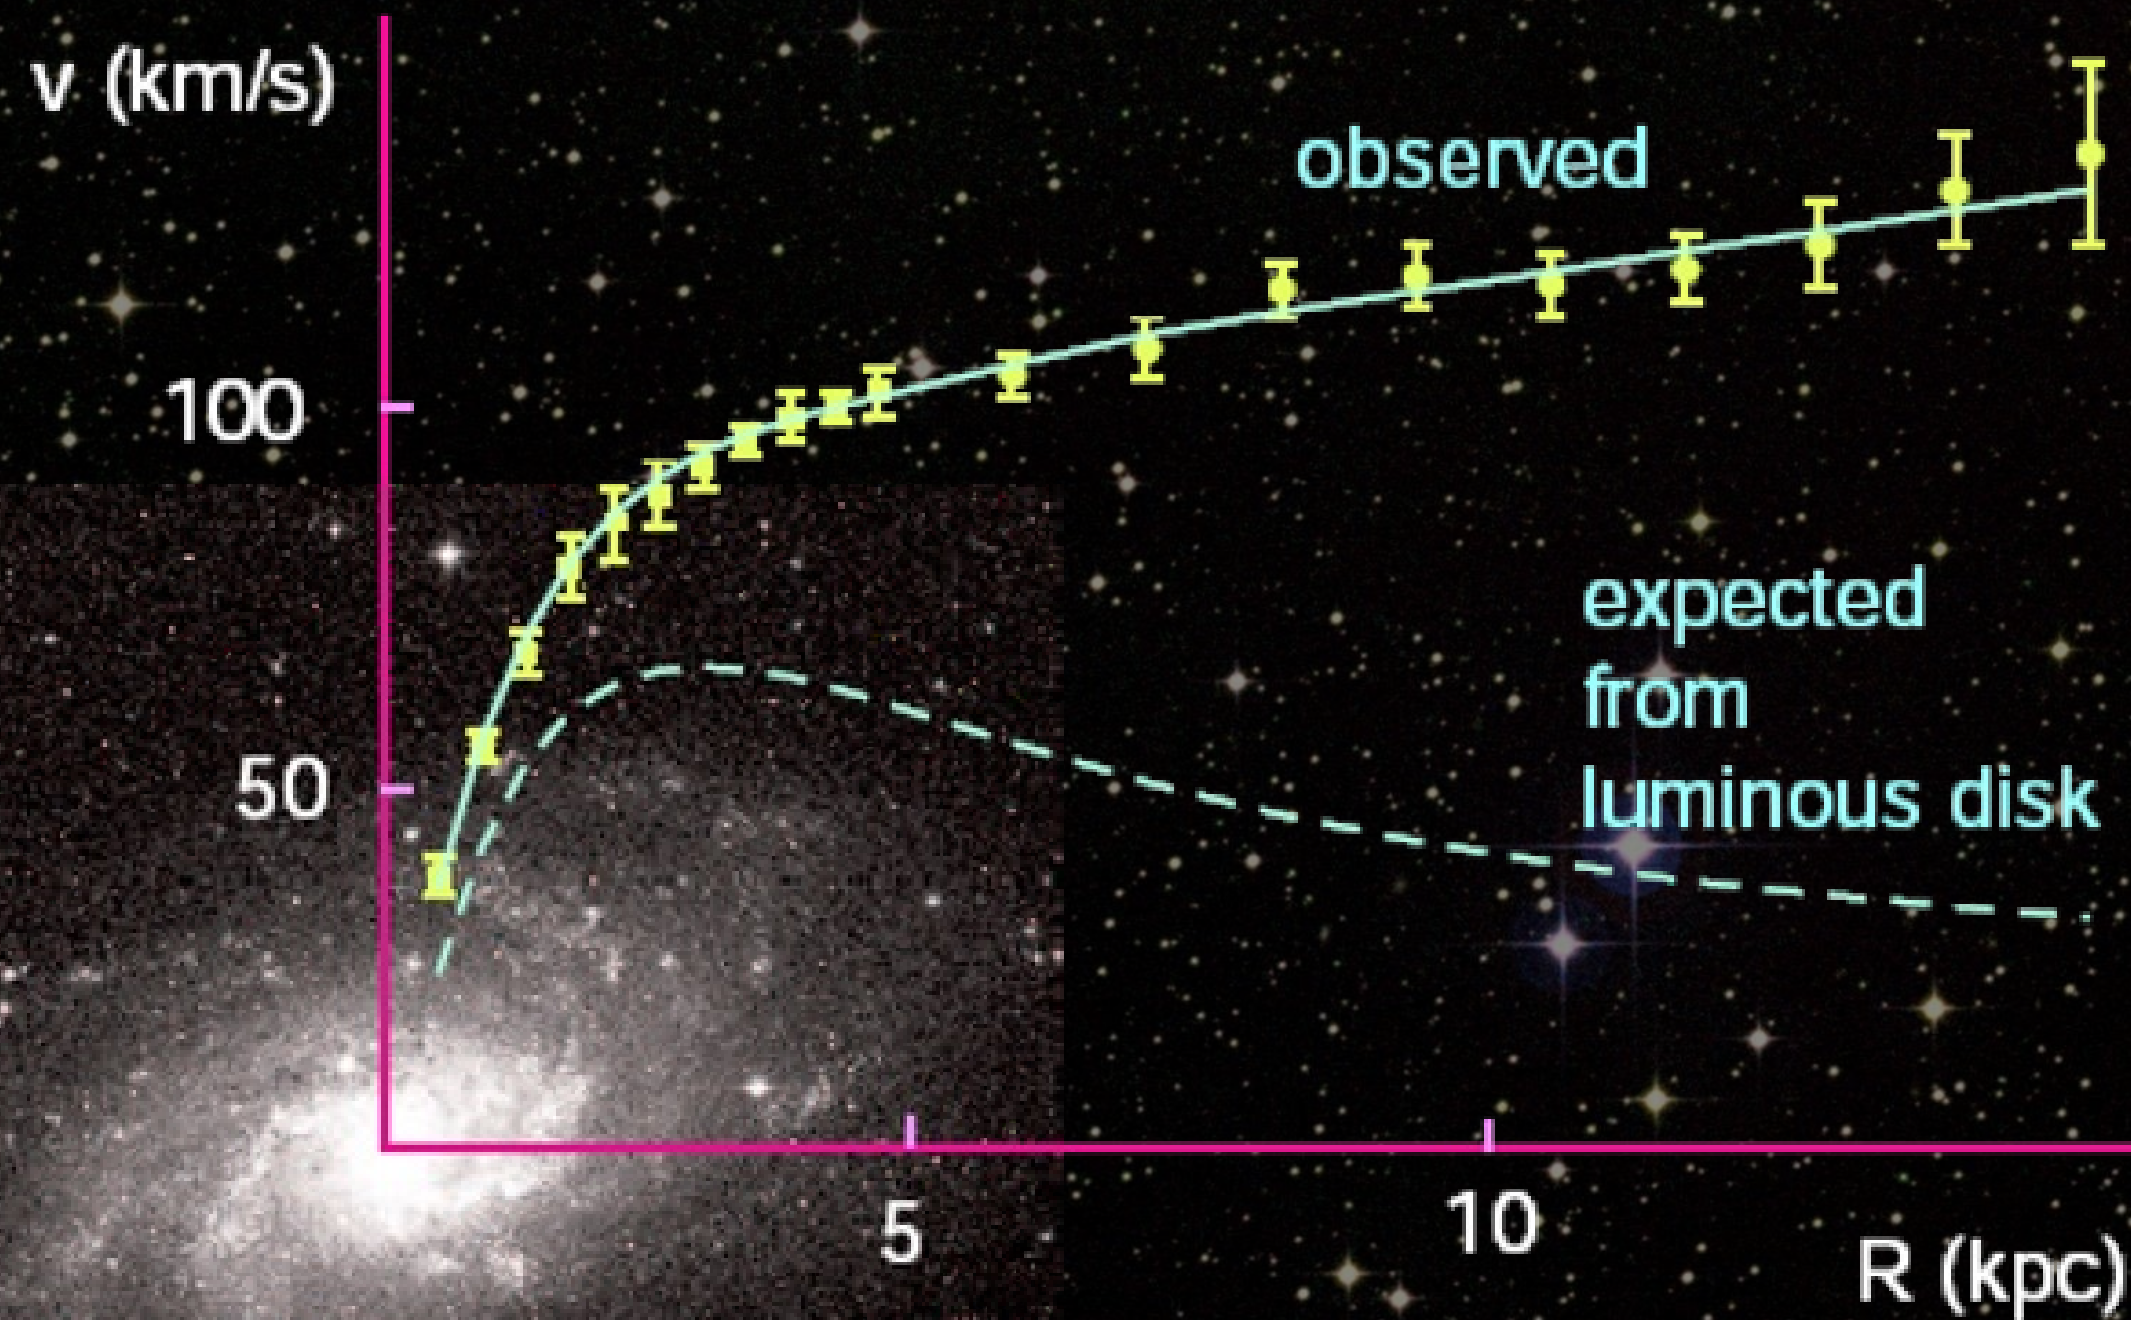 v (km/s)
observed
100
expected
from
luminous disk
50
5
10
R (kpc)